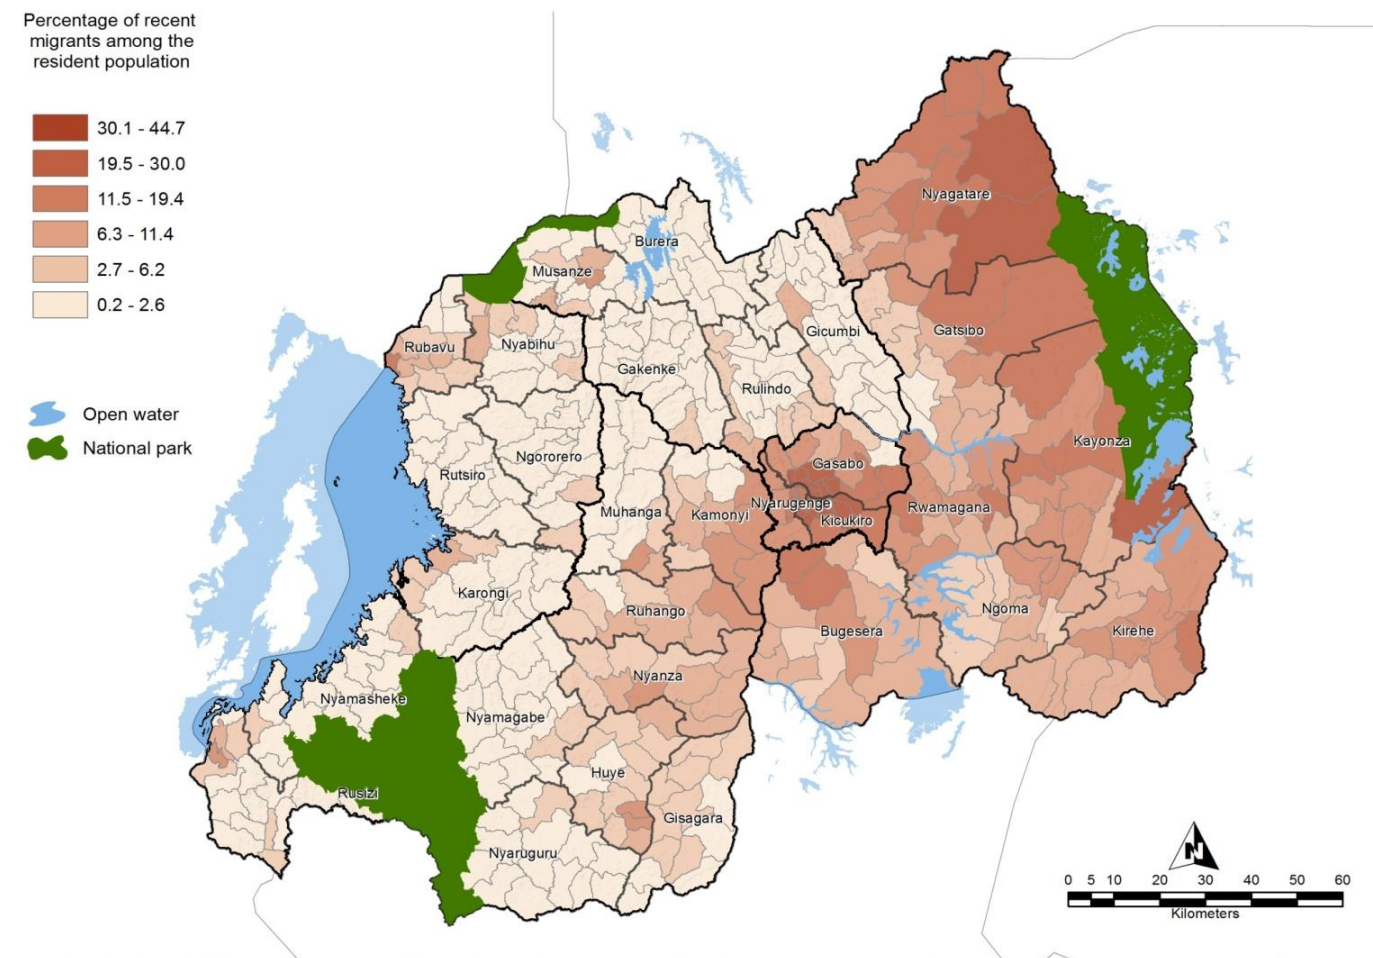 Percentage of recent
migrants among the
resident population
30.1 - 44.7
19.5 - 30.0
11.5 - 19.4
6.3 - 11.4
2.7 - 6.2
0.2 - 2.6
Open water
National park
Nyagatare
Burera
Musanze
Gicumbi
Gatsibo
Rubavu
Nyabihu
Gakenke
Rulindo
Kayonza
Ngororero
Gasabo
Rutsiro
Nyarugenge
Rwamagana
Muhanga
Kamonyi
Kicukiro
Karongi
Ruhango
Ngoma
Bugesera
Kirehe
Nyanza
Nyamasheke
Nyamagabe
Huye
Rusizi
Gisagara
Nyaruguru
N
0 5 10 20 30 40 50 60
Kilometers